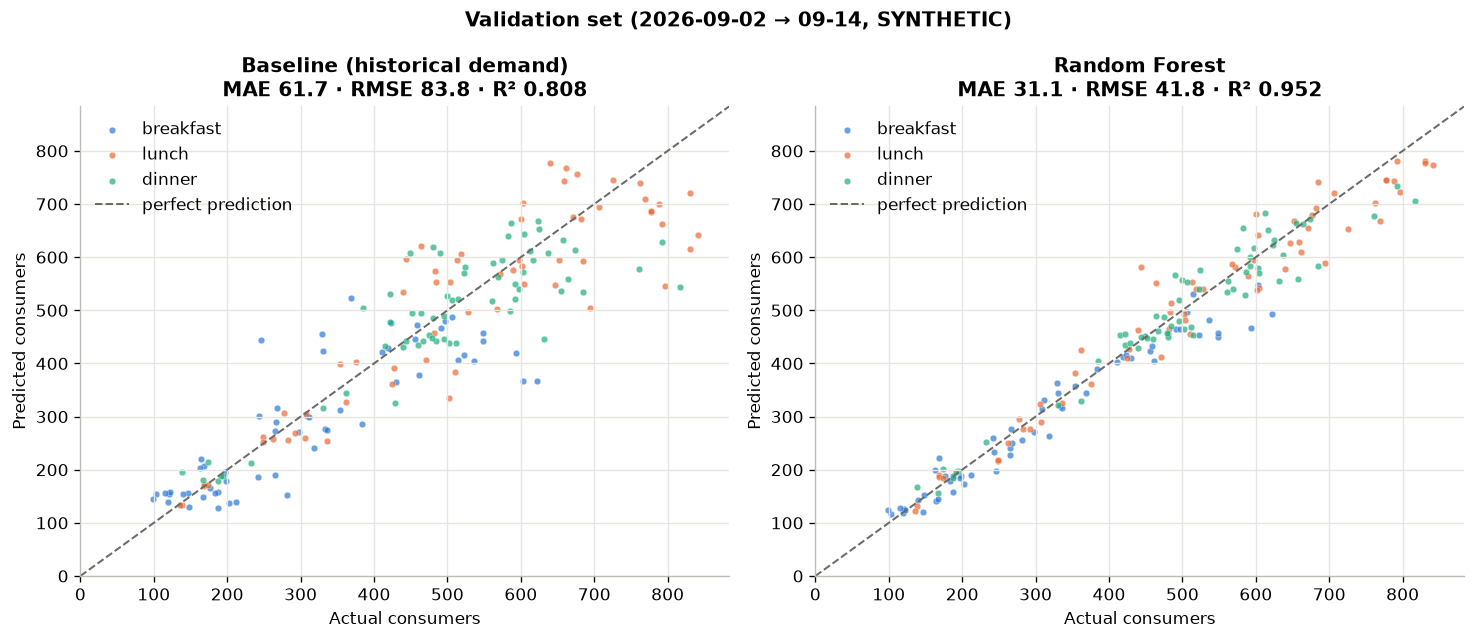 Validation set (2026-09-02 → 09-14, SYNTHETIC)
Baseline (historical demand)
MAE 61.7 · RMSE 83.8 · R² 0.808
breakfast
lunch
dinner
perfect prediction
Predicted consumers
800
700
600
500
400
300
200
100
0
0 100 200 300 400 500 600 700 800
Actual consumers
Random Forest
MAE 31.1 · RMSE 41.8 · R² 0.952
breakfast
lunch
dinner
perfect prediction
Predicted consumers
800
700
600
500
400
300
200
100
0
0 100 200 300 400 500 600 700 800
Actual consumers